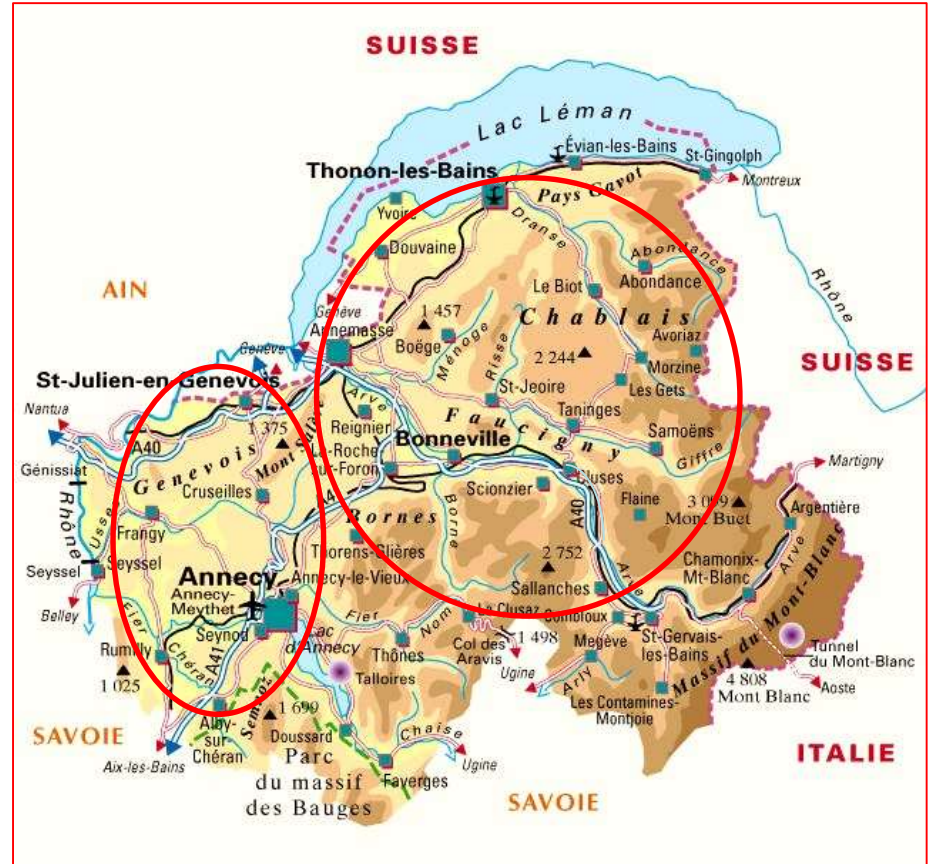 SUISSE
Lac Léman
Évian-les-Bains
St-Gingolph
Montreux
Thonon-les-Bains
Pays Gavot
Yvoire
Dranse
Douvaine
Abondance
Abondance
Rhône
AIN
Le Biot
Genève
1 457
Chablais
Annemasse
Avoriaz
Genève
Boëge
Ménoge
Risse
2 244
SUISSE
Morzine
St-Julien-en-Genevois
St-Jeoire
Les Gets
Nantua
Arve
Taninges
1 375
Reignier
Faucigny
Samoëns
A40
Mont Salève
Bonneville
Giffre
Génissiat
Genevois
La-Roche
sur-Foron
Cluses
Martigny
Rhône
Cruseilles
Scionzier
Flaine
3 099
Mont Buet
Argentière
Usses
Frangy
Bornes
Borne
A40
Thorens-Glières
2 752
Chamonix-
Mt-Blanc
Arve
Seyssel
Seyssel
Annecy
Annecy-le-Vieux
Sallanches
Arve
Annecy-
Meythet
Belley
Fier
Fier
Nom
La Clusaz
Combloux
Seynod
Lac
d'Annecy
Col des
Aravis
1 498
St-Gervais-
les-Bains
Massif du Mont-Blanc
Tunnel
du Mont-Blanc
Rumilly
Chéran
A41
Thônes
Megève
Ugine
Arly
4 808
Mont Blanc
Aoste
1 025
Talloires
Semnoz
Les Contamines-
Montjoie
Alby-
sur-
Chéran
1 699
SAVOIE
Doussard
Chaise
ITALIE
Aix-les-Bains
Parc
du massif
des Bauges
Faverges
Ugine
SAVOIE